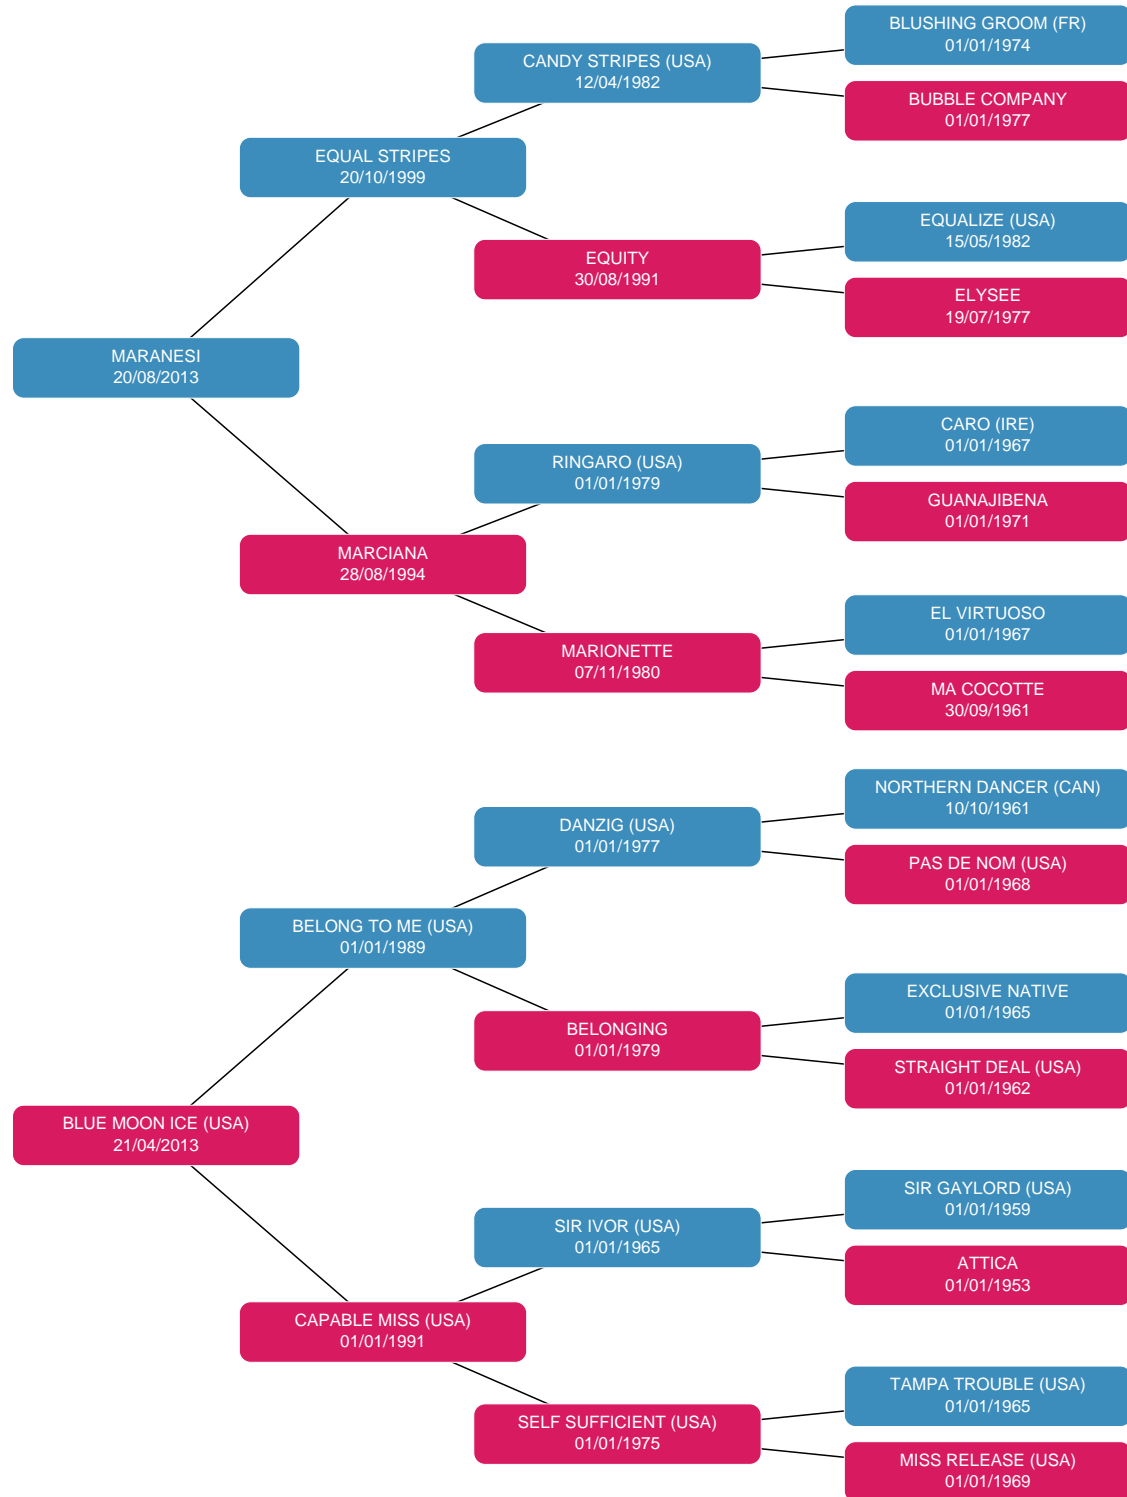 BLUSHING GROOM (FR)
01/01/1974
CANDY STRIPES (USA)
12/04/1982
BUBBLE COMPANY
01/01/1977
EQUAL STRIPES
20/10/1999
EQUALIZE (USA)
15/05/1982
EQUITY
30/08/1991
ELYSEE
19/07/1977
MARANESI
20/08/2013
CARO (IRE)
01/01/1967
RINGARO (USA)
01/01/1979
GUANAJIBENA
01/01/1971
MARCIANA
28/08/1994
EL VIRTUOSO
01/01/1967
MARIONETTE
07/11/1980
MA COCOTTE
30/09/1961
NORTHERN DANCER (CAN)
10/10/1961
DANZIG (USA)
01/01/1977
PAS DE NOM (USA)
01/01/1968
BELONG TO ME (USA)
01/01/1989
EXCLUSIVE NATIVE
01/01/1965
BELONGING
01/01/1979
STRAIGHT DEAL (USA)
01/01/1962
BLUE MOON ICE (USA)
21/04/2013
SIR GAYLORD (USA)
01/01/1959
SIR IVOR (USA)
01/01/1965
ATTICA
01/01/1953
CAPABLE MISS (USA)
01/01/1991
TAMPA TROUBLE (USA)
01/01/1965
SELF SUFFICIENT (USA)
01/01/1975
MISS RELEASE (USA)
01/01/1969